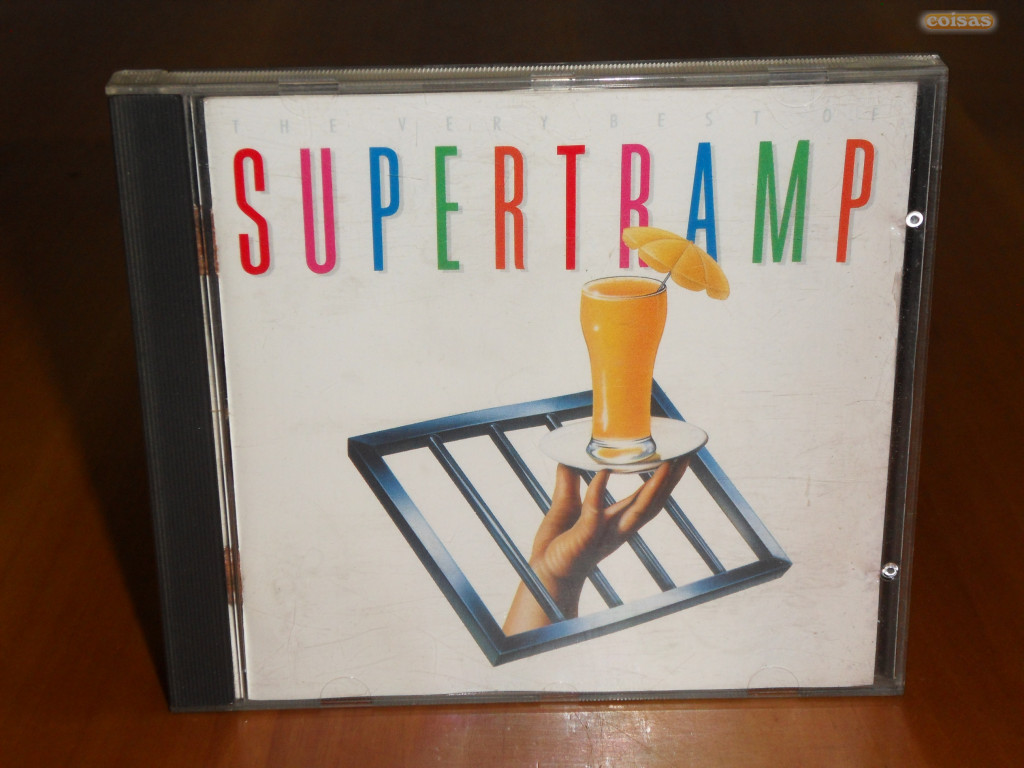 coisas
THE VERY BEST OF
SUPERTRAMP